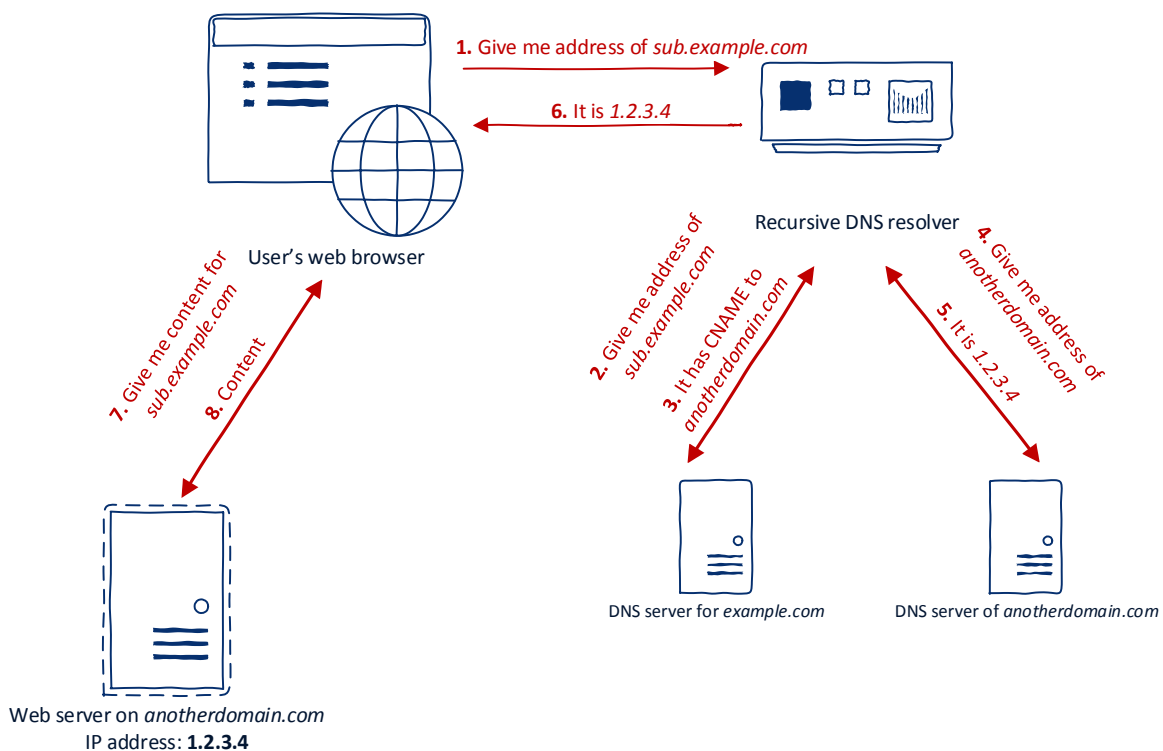 1. Give me address of sub.example.com
6. It is 1.2.3.4
User's web browser
Recursive DNS resolver
7. Give me content for
sub.example.com
8. Content
2. Give me address of
sub.example.com
3. It has CNAME to
anotherdomain.com
4. Give me address of
anotherdomain.com
5. It is 1.2.3.4
DNS server for example.com
DNS server of anotherdomain.com
Web server on anotherdomain.com
IP address: 1.2.3.4